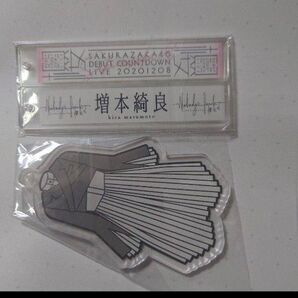 SAKURAZAKA46
DEBUT COUNTDOWN
LIVE 20201208
増本綺良
kira masumoto